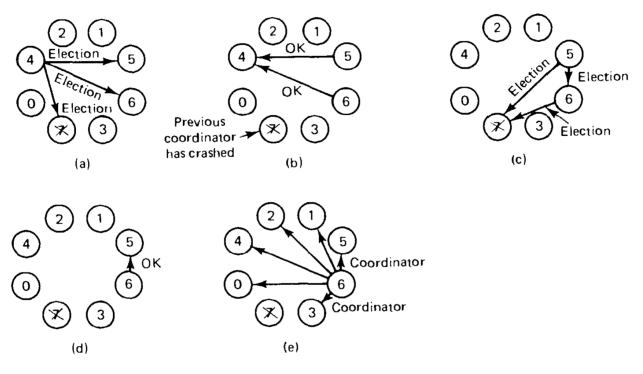 2 1
4 Election 5
Election
0 Election 6
7 3
(a)
2 1
4 OK 5
OK
0 6
Previous
coordinator
has crashed
7 3
(b)
2 1
4 5
Election
Election
0 6
7 3
Election
(c)
2 1
4 5
OK
0 6
7 3
(d)
2 1
4 5
Coordinator
0 6
7 3 Coordinator
(e)